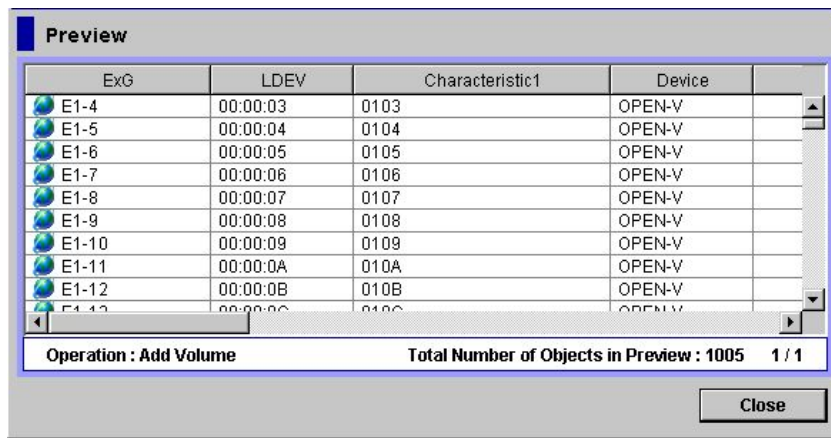 Preview
ExG LDEV Characteristic1 Device
E1-4 00:00:03 0103 OPEN-V
E1-5 00:00:04 0104 OPEN-V
E1-6 00:00:05 0105 OPEN-V
E1-7 00:00:06 0106 OPEN-V
E1-8 00:00:07 0107 OPEN-V
E1-9 00:00:08 0108 OPEN-V
E1-10 00:00:09 0109 OPEN-V
E1-11 00:00:0A 010A OPEN-V
E1-12 00:00:0B 010B OPEN-V
Operation : Add Volume Total Number of Objects in Preview : 1005 1 / 1
Close